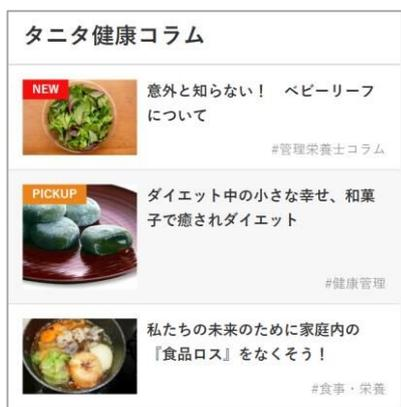 タニタ健康コラム
NEW
意外と知らない！　ベビーリーフ
について
#管理栄養士コラム
PICKUP
ダイエット中の小さな幸せ、和菓
子で癒されダイエット
#健康管理
私たちの未来のために家庭内の
『食品ロス』をなくそう！
#食事・栄養